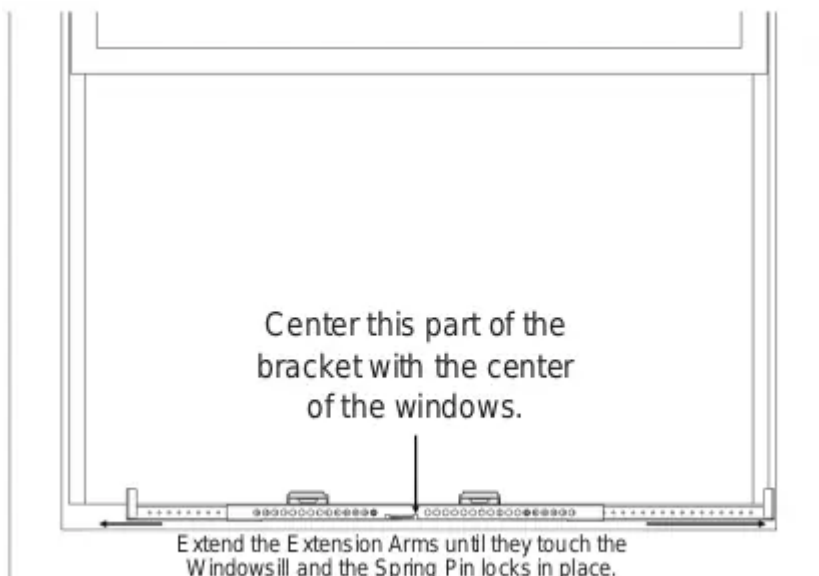 Center this part of the
bracket with the center
of the windows.
Extend the Extension Arms until they touch the
Windowsill and the Spring Pin locks in place.